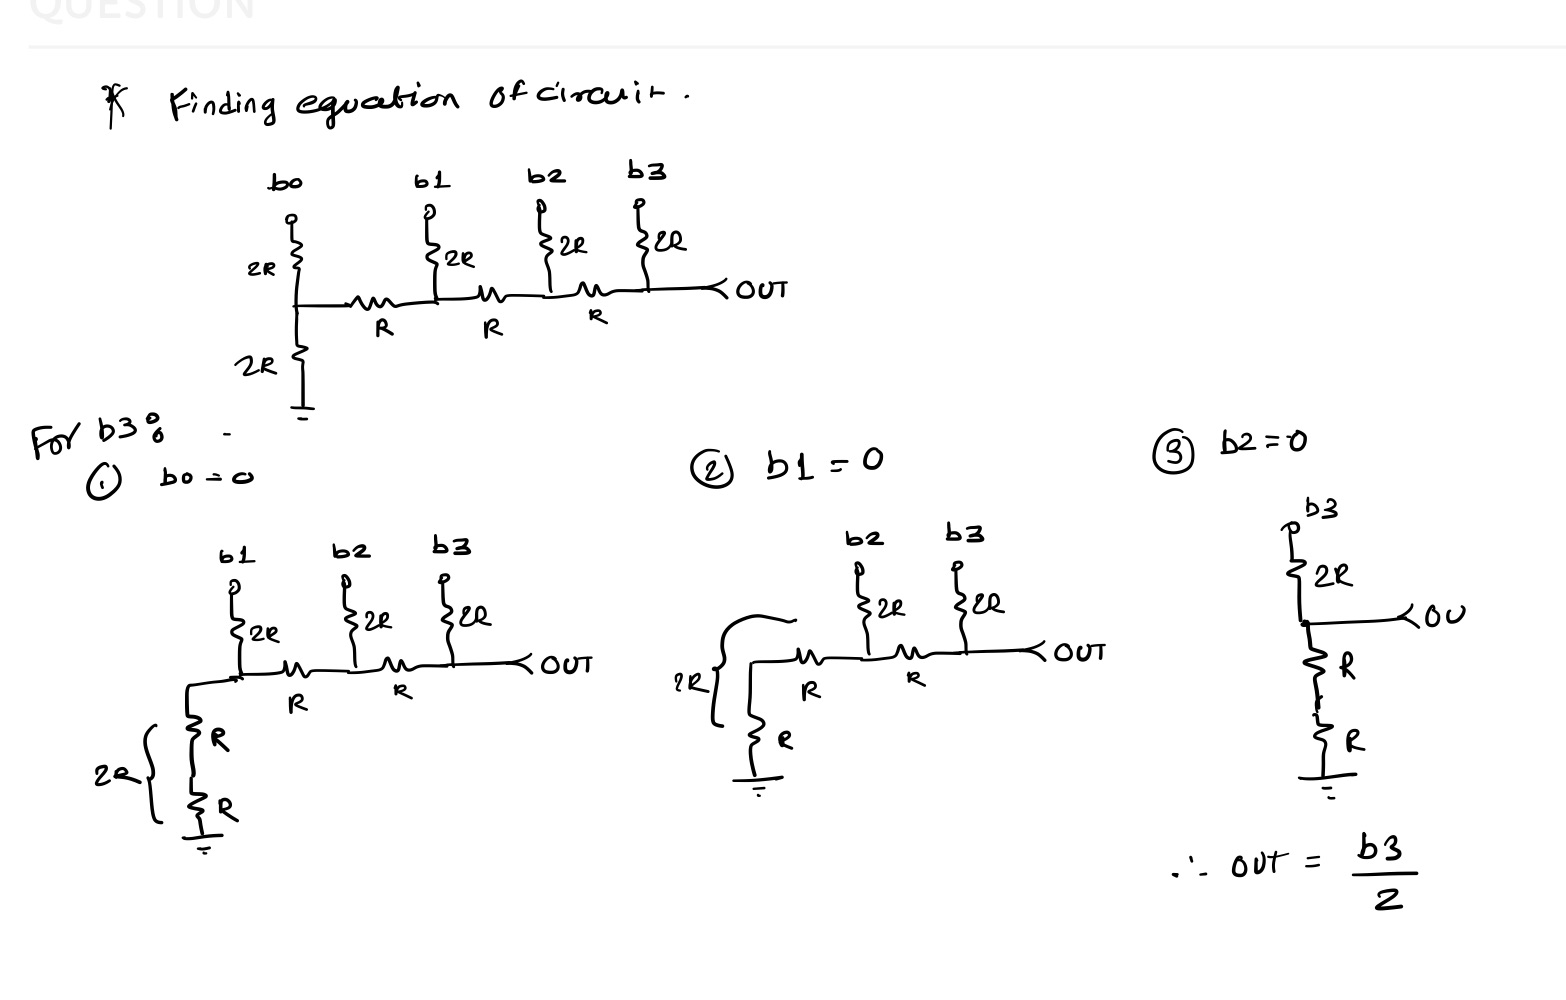 QUESTION
* Finding equation of circuit.
b0 b1 b2 b3
2R 2R 2R 2R
OUT
R R R
2R
For b3:
① b0 = 0
② b1 = 0
③ b2 = 0
b1 b2 b3
2R 2R 2R
OUT
R R
2R R
R
b2 b3
2R 2R
OUT
2R R R
R
b3
2R
OU
R
R
∴ OUT = b3
2